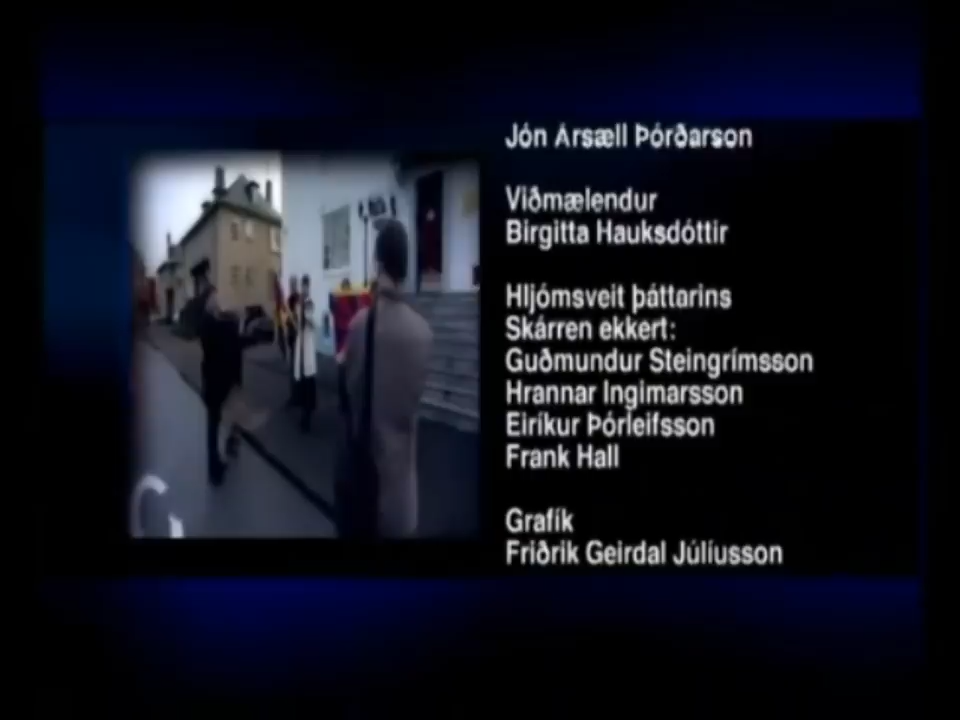 Jón Ársæll Þórðarson
Viðmælendur
Birgitta Hauksdóttir
Hljómsveit þáttarins
Skárren ekkert:
Guðmundur Steingrímsson
Hrannar Ingimarsson
Eiríkur Þórleifsson
Frank Hall
Grafík
Friðrik Geirdal Júlíusson